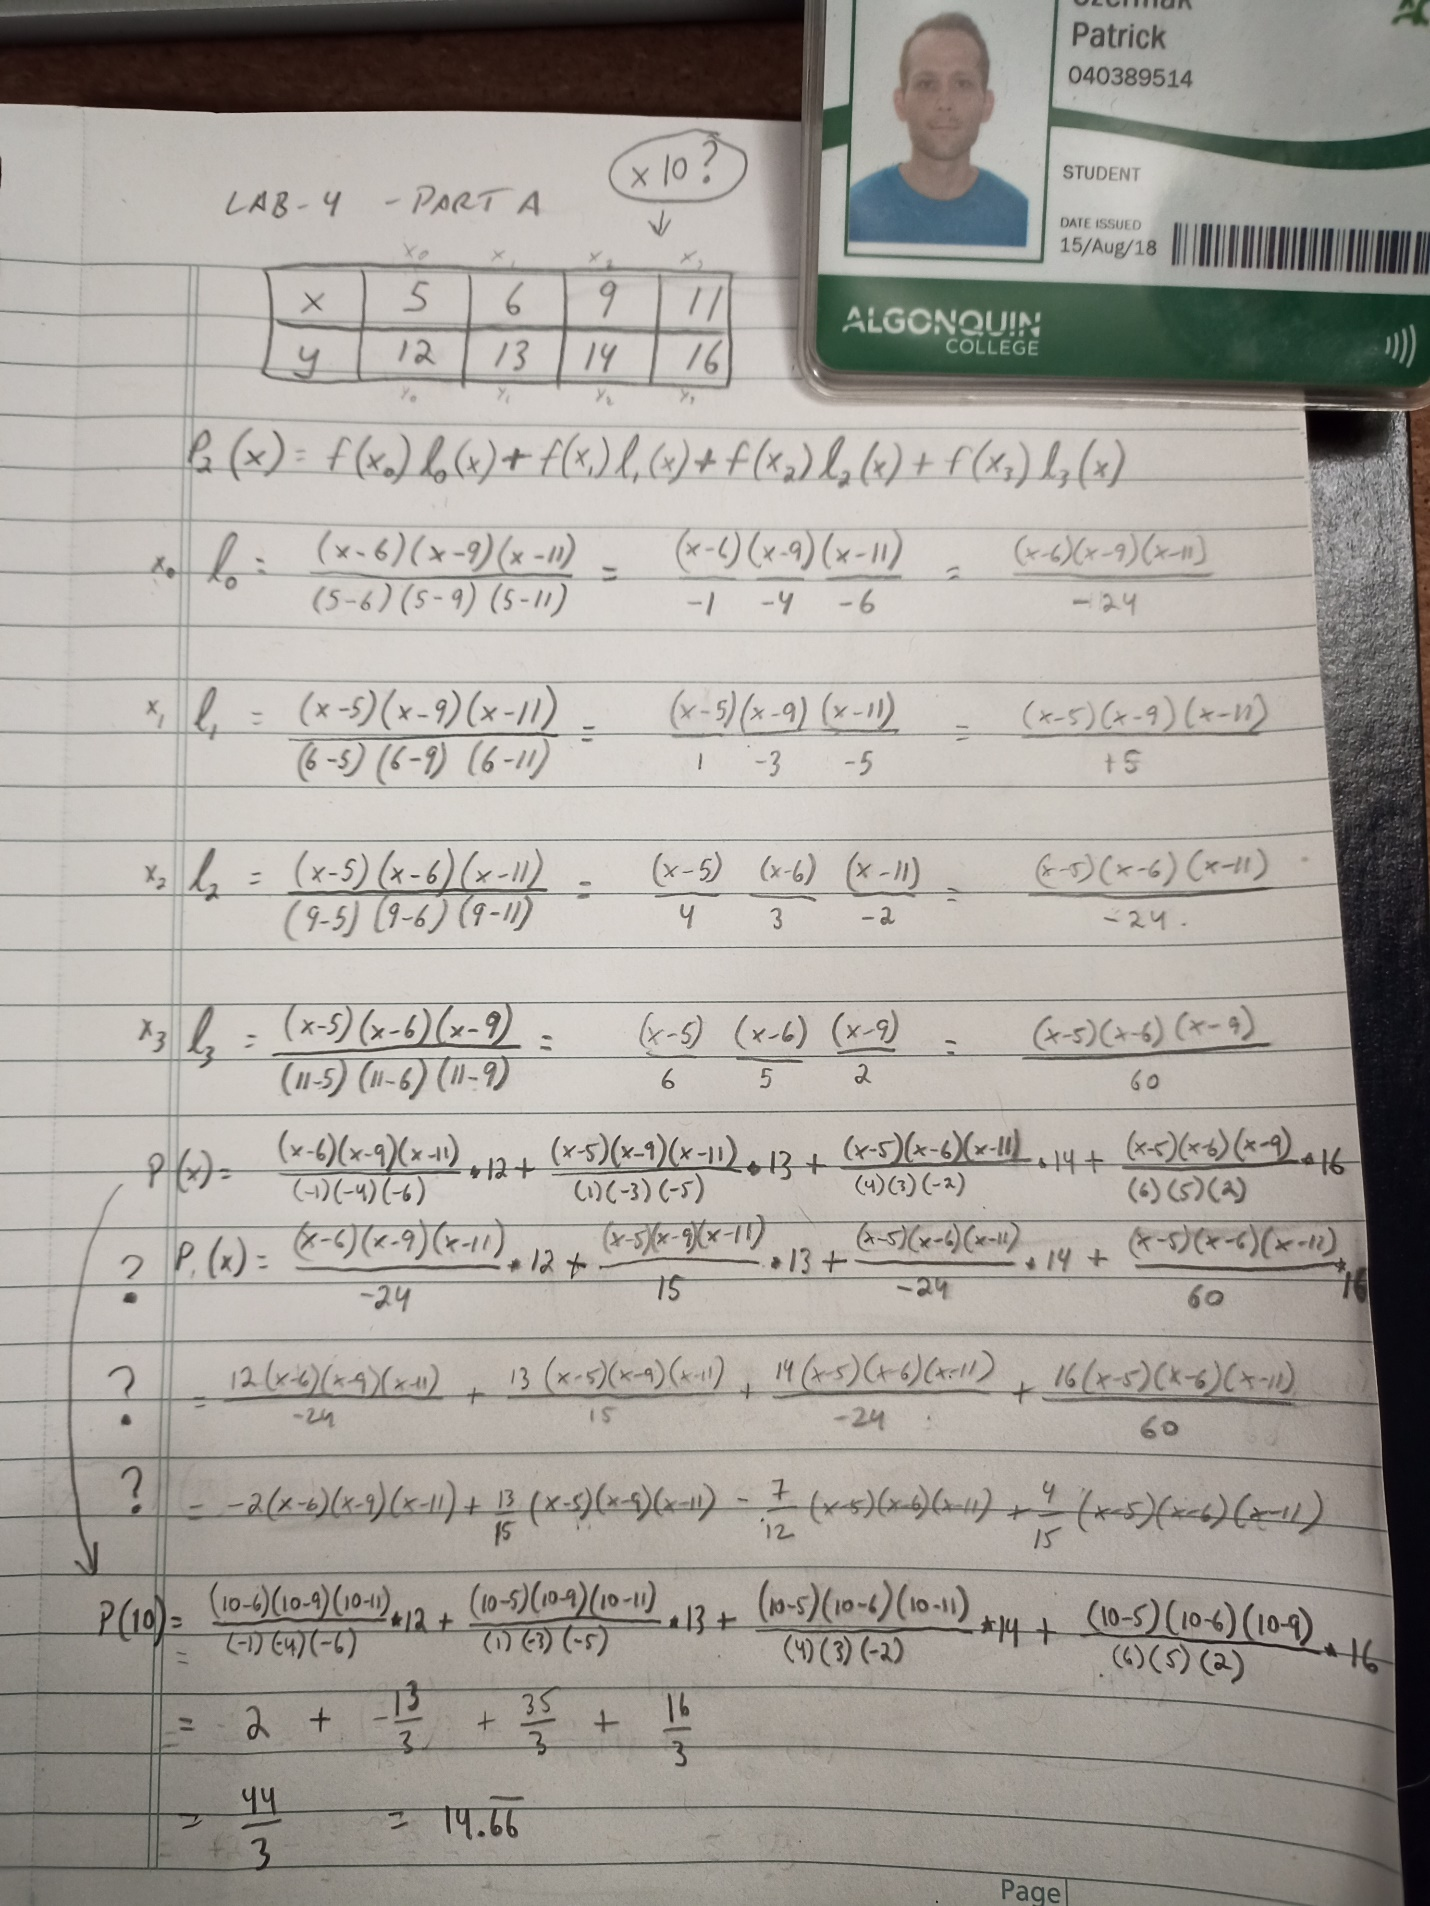 Patrick
040389514
STUDENT
DATE ISSUED
15/Aug/18
ALGONQUIN
COLLEGE
x 10?
LAB-4 - PART A
x₀ x₁ x₂ x₃
x 5 6 9 11
y 12 13 14 16
y₀ y₁ y₂ y₃
P₂(x) = f(x₀) l₀(x) + f(x₁) l₁(x) + f(x₂) l₂(x) + f(x₃) l₃(x)
x₀ l₀ = (x-6)(x-9)(x-11) / (5-6)(5-9)(5-11) = (x-6)/-1 (x-9)/-4 (x-11)/-6 = (x-6)(x-9)(x-11) / -24
x₁ l₁ = (x-5)(x-9)(x-11) / (6-5)(6-9)(6-11) = (x-5)/1 (x-9)/-3 (x-11)/-5 = (x-5)(x-9)(x-11) / +5
x₂ l₂ = (x-5)(x-6)(x-11) / (9-5)(9-6)(9-11) = (x-5)/4 (x-6)/3 (x-11)/-2 = (x-5)(x-6)(x-11) / -24
x₃ l₃ = (x-5)(x-6)(x-9) / (11-5)(11-6)(11-9) = (x-5)/6 (x-6)/5 (x-9)/2 = (x-5)(x-6)(x-9) / 60
P(x) = (x-6)(x-9)(x-11) / (-1)(-4)(-6) • 12 + (x-5)(x-9)(x-11) / (1)(-3)(-5) • 13 + (x-5)(x-6)(x-11) / (4)(3)(-2) • 14 + (x-5)(x-6)(x-9) / (6)(5)(2) • 16
? P.(x) = (x-6)(x-9)(x-11) / -24 • 12 + (x-5)(x-9)(x-11) / 15 • 13 + (x-5)(x-6)(x-11) / -24 • 14 + (x-5)(x-6)(x-11) / 60 * 16
? = 12(x-6)(x-9)(x-11) / -24 + 13(x-5)(x-9)(x-11) / 15 + 14(x-5)(x-6)(x-11) / -24 + 16(x-5)(x-6)(x-11) / 60
? = -2(x-6)(x-9)(x-11) + 13/15 (x-5)(x-9)(x-11) - 7/12 (x-5)(x-6)(x-11) + 4/15 (x-5)(x-6)(x-11)
P(10) = (10-6)(10-9)(10-11) / (-1)(-4)(-6) • 12 + (10-5)(10-9)(10-11) / (1)(-3)(-5) • 13 + (10-5)(10-6)(10-11) / (4)(3)(-2) * 14 + (10-5)(10-6)(10-9) / (6)(5)(2) • 16
= 2 + -13/3 + 35/3 + 16/3
= 44/3 = 14.6̅6̅
Page